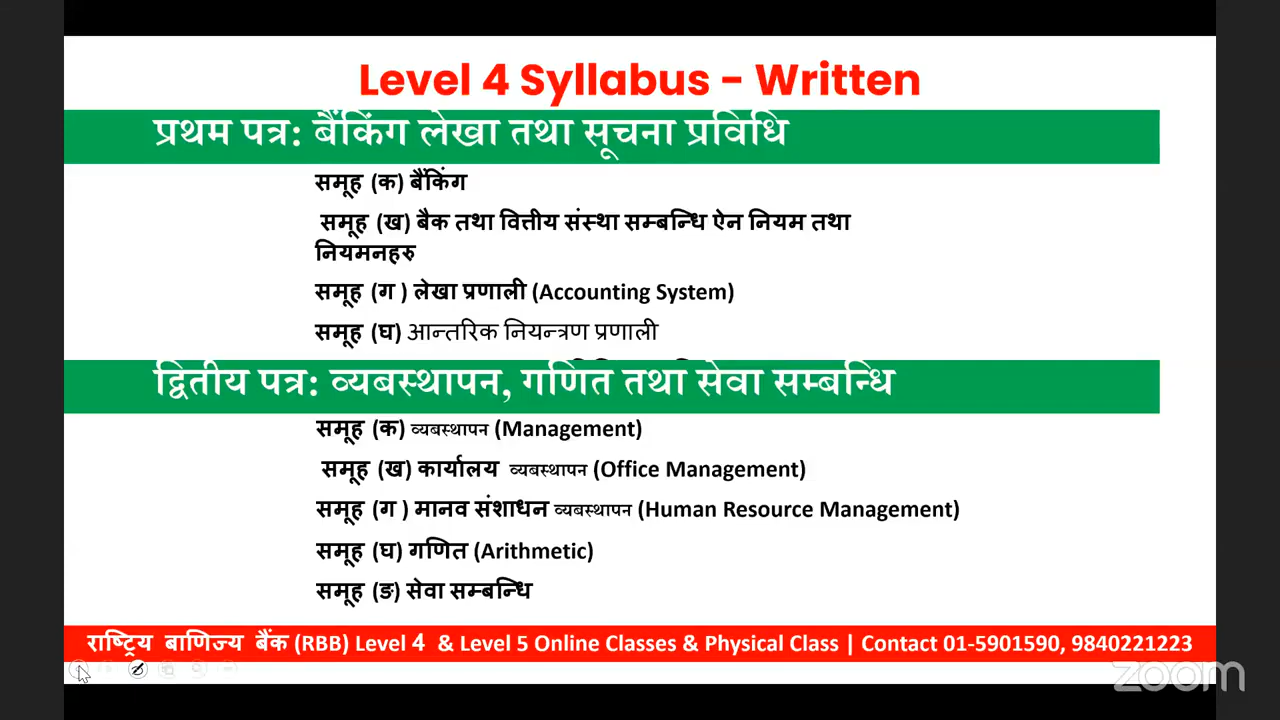 Level 4 Syllabus - Written
प्रथम पत्र: बैंकिंग लेखा तथा सूचना प्रविधि
समूह (क) बैंकिंग
समूह (ख) बैक तथा वित्तीय संस्था सम्बन्धि ऐन नियम तथा
नियमनहरु
समूह (ग ) लेखा प्रणाली (Accounting System)
समूह (घ) आन्तरिक नियन्त्रण प्रणाली
द्वितीय पत्र: व्यबस्थापन, गणित तथा सेवा सम्बन्धि
समूह (क) व्यबस्थापन (Management)
समूह (ख) कार्यालय व्यबस्थापन (Office Management)
समूह (ग ) मानव संशाधन व्यबस्थापन (Human Resource Management)
समूह (घ) गणित (Arithmetic)
समूह (ङ) सेवा सम्बन्धि
राष्ट्रिय बाणिज्य बैंक (RBB) Level 4 & Level 5 Online Classes & Physical Class | Contact 01-5901590, 9840221223
zoom